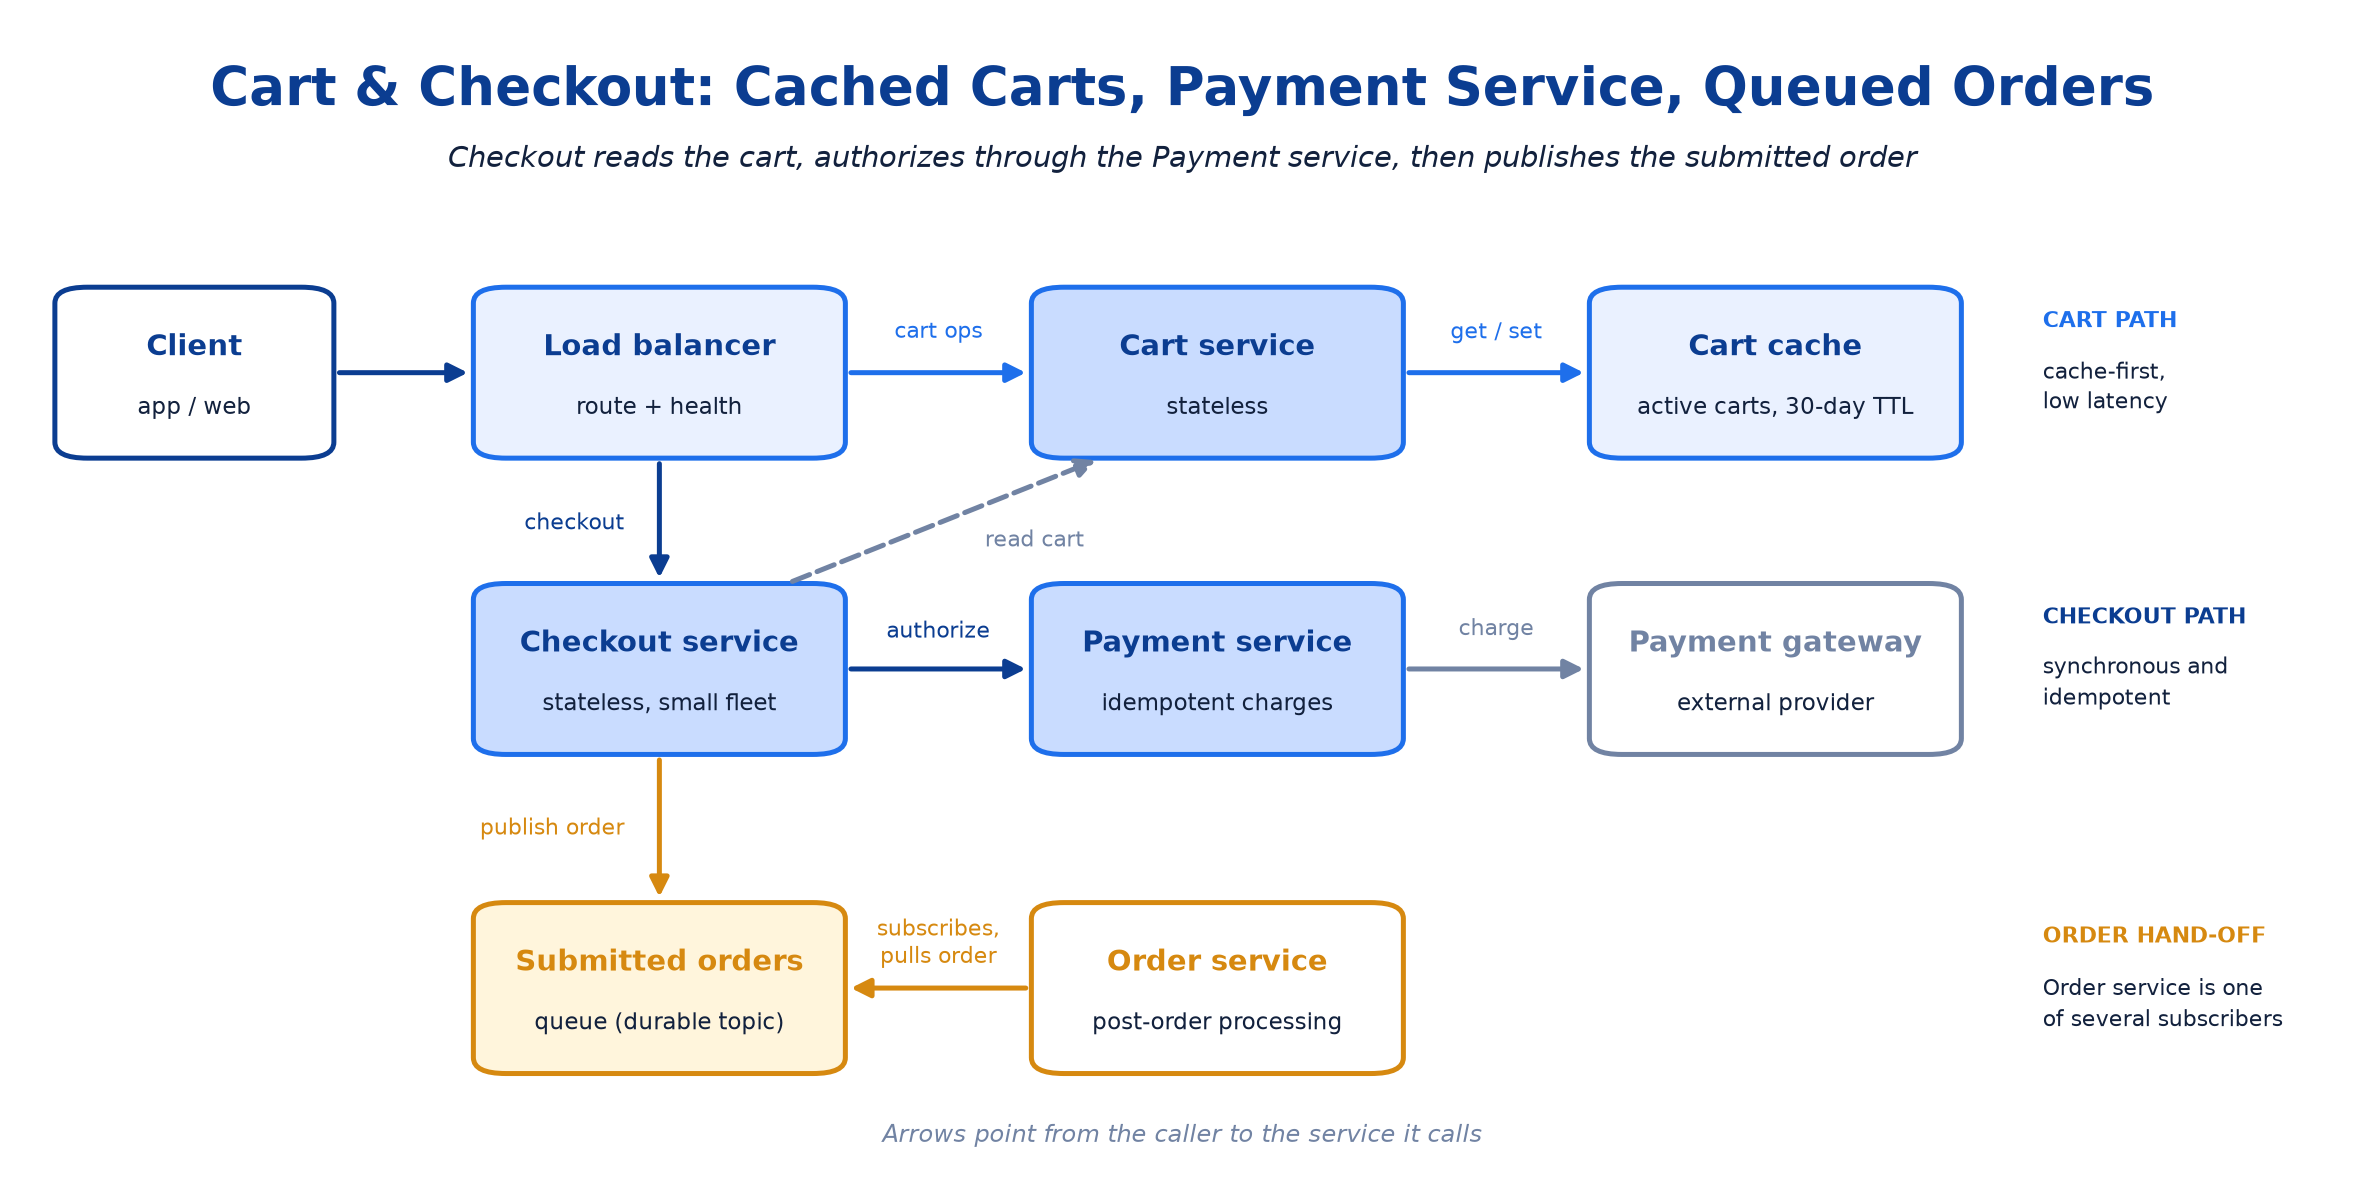 Cart & Checkout: Cached Carts, Payment Service, Queued Orders
Checkout reads the cart, authorizes through the Payment service, then publishes the submitted order
Client
app / web
Load balancer
route + health
cart ops
Cart service
stateless
get / set
Cart cache
active carts, 30-day TTL
CART PATH
cache-first,
low latency
checkout
read cart
Checkout service
stateless, small fleet
authorize
Payment service
idempotent charges
charge
Payment gateway
external provider
CHECKOUT PATH
synchronous and
idempotent
publish order
Submitted orders
queue (durable topic)
subscribes,
pulls order
Order service
post-order processing
ORDER HAND-OFF
Order service is one
of several subscribers
Arrows point from the caller to the service it calls